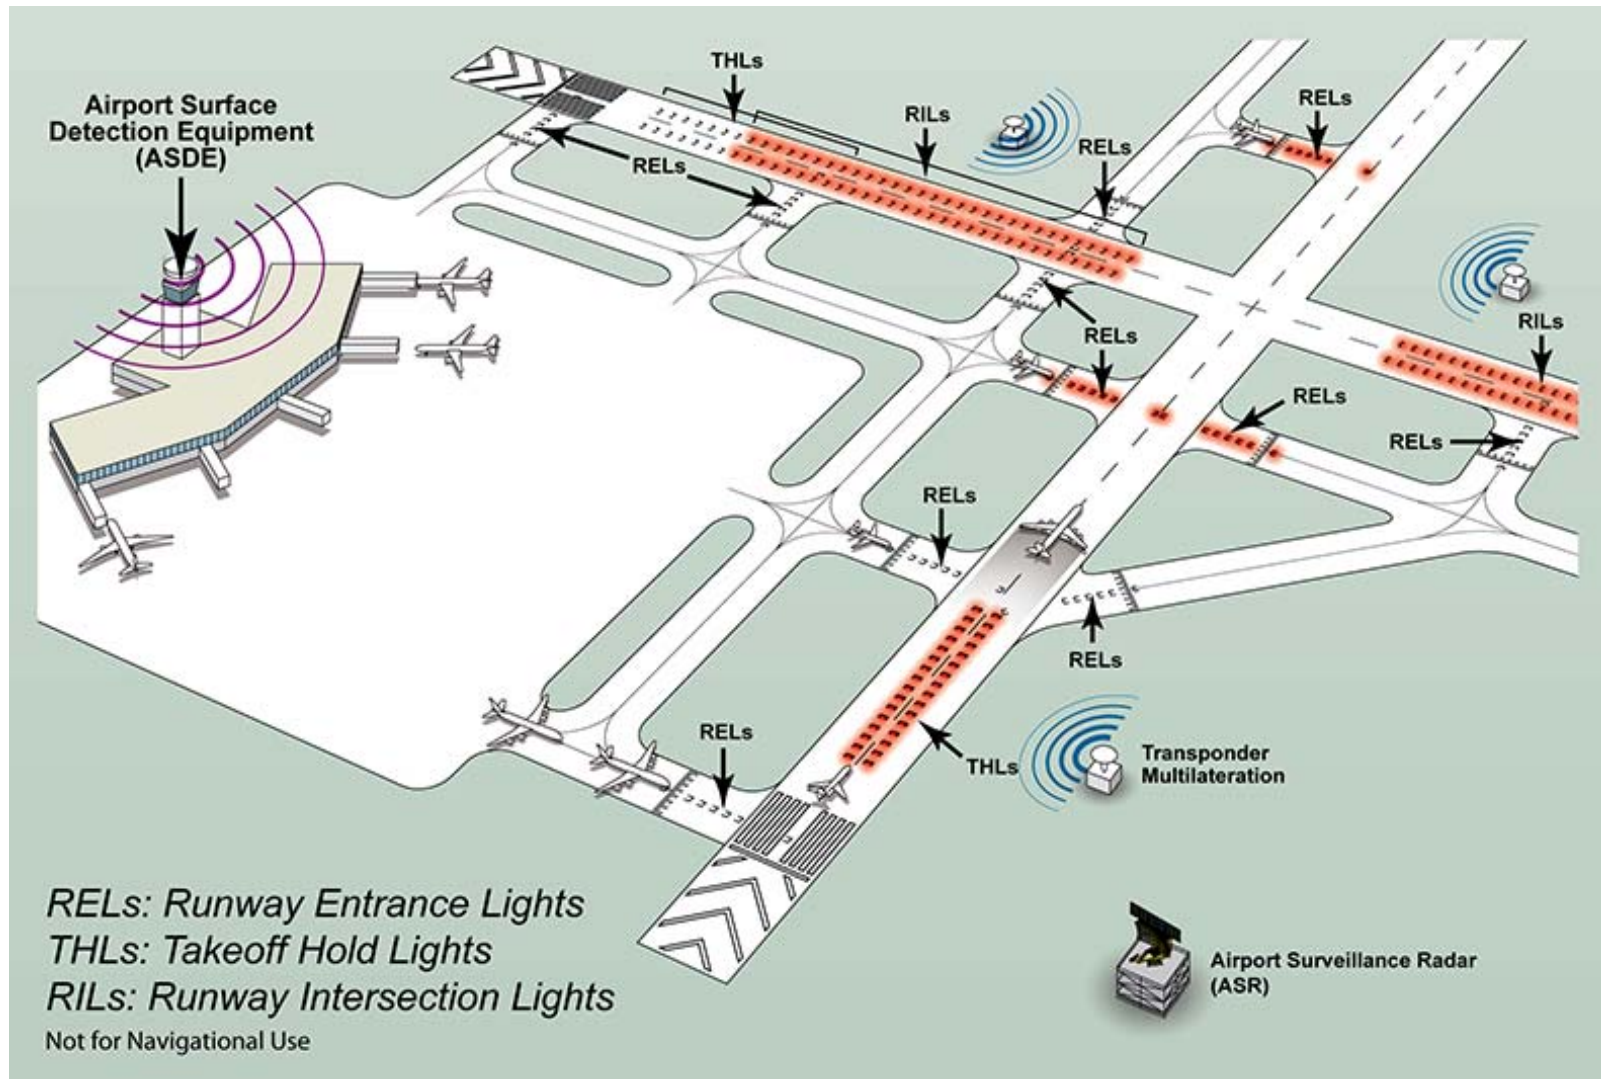 THLs
Airport Surface
Detection Equipment
(ASDE)
RELs
RILs
RELs
RELs
RELs
RILs
RELs
RELs
RELs
RELs
RELs
RELs
THLs
Transponder
Multilateration
RELs: Runway Entrance Lights
THLs: Takeoff Hold Lights
RILs: Runway Intersection Lights
Not for Navigational Use
Airport Surveillance Radar
(ASR)